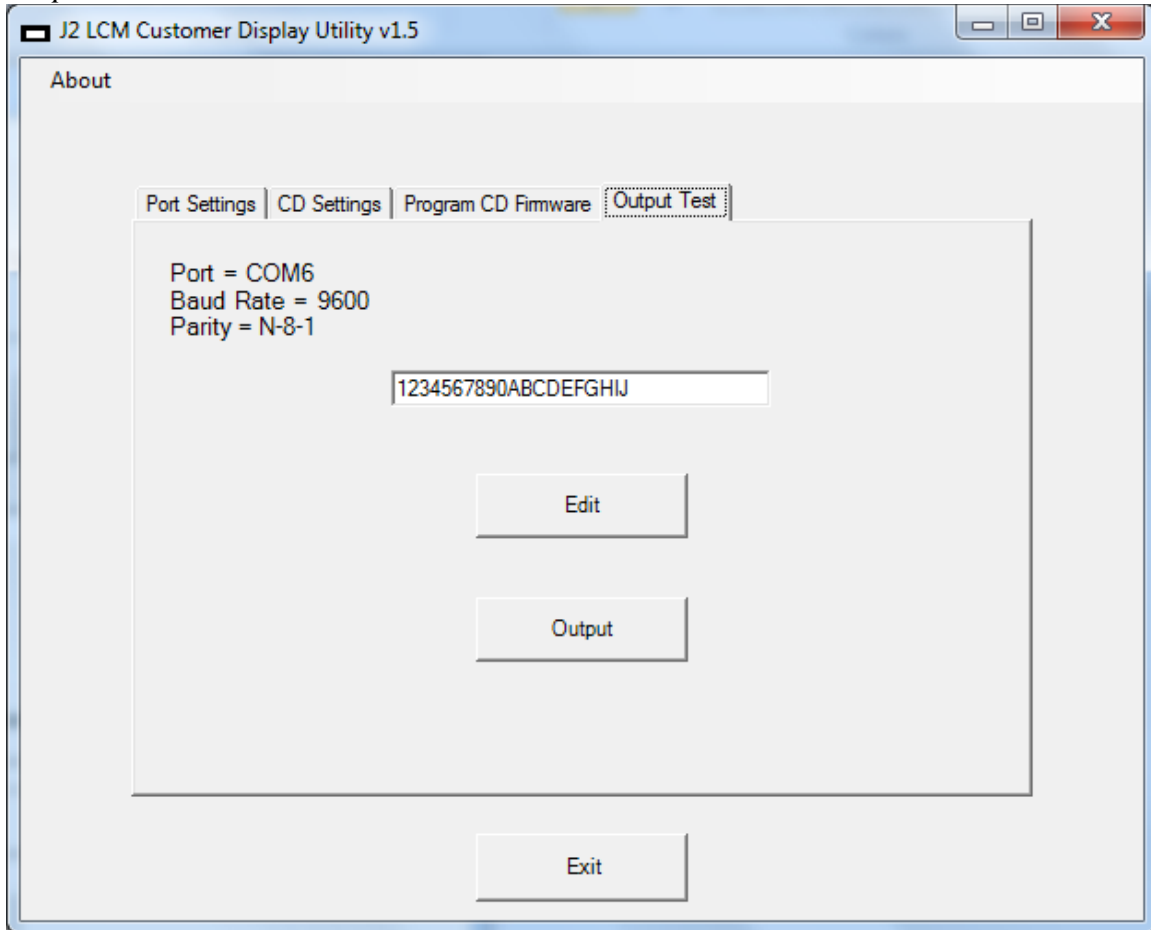 J2 LCM Customer Display Utility v1.5
About
Port Settings CD Settings Program CD Firmware Output Test
Port = COM6
Baud Rate = 9600
Parity = N-8-1
1234567890ABCDEFGHIJ
Edit
Output
Exit